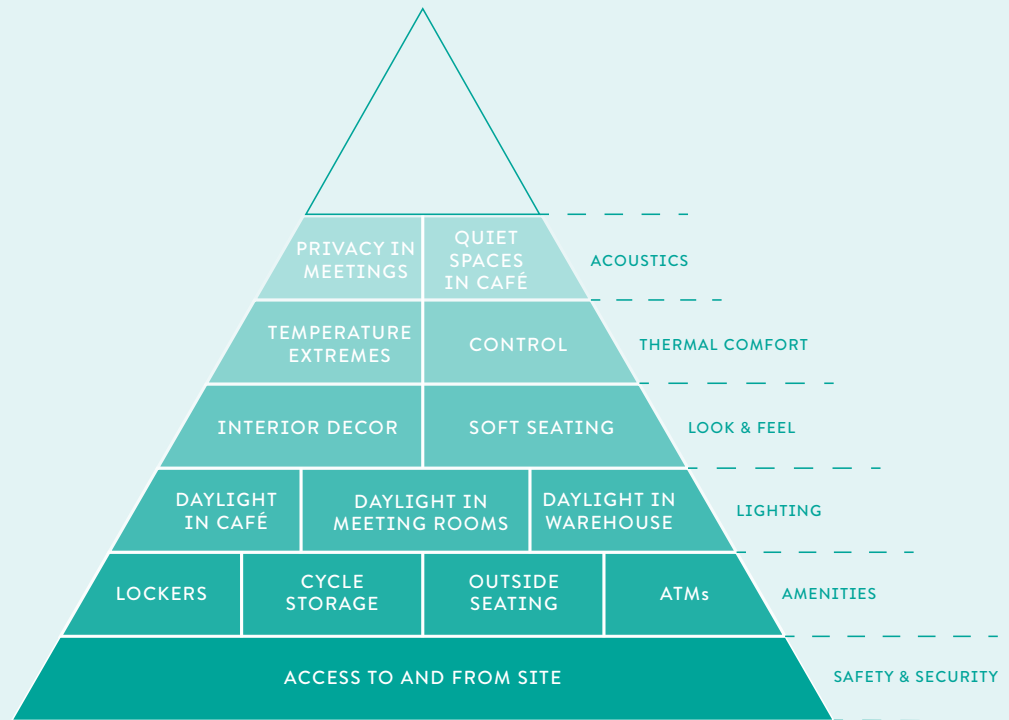 PRIVACY IN
MEETINGS
QUIET
SPACES
IN CAFÉ
ACOUSTICS
TEMPERATURE
EXTREMES
CONTROL
THERMAL COMFORT
INTERIOR DECOR
SOFT SEATING
LOOK & FEEL
DAYLIGHT
IN CAFÉ
DAYLIGHT IN
MEETING ROOMS
DAYLIGHT IN
WAREHOUSE
LIGHTING
LOCKERS
CYCLE
STORAGE
OUTSIDE
SEATING
ATMs
AMENITIES
ACCESS TO AND FROM SITE
SAFETY & SECURITY